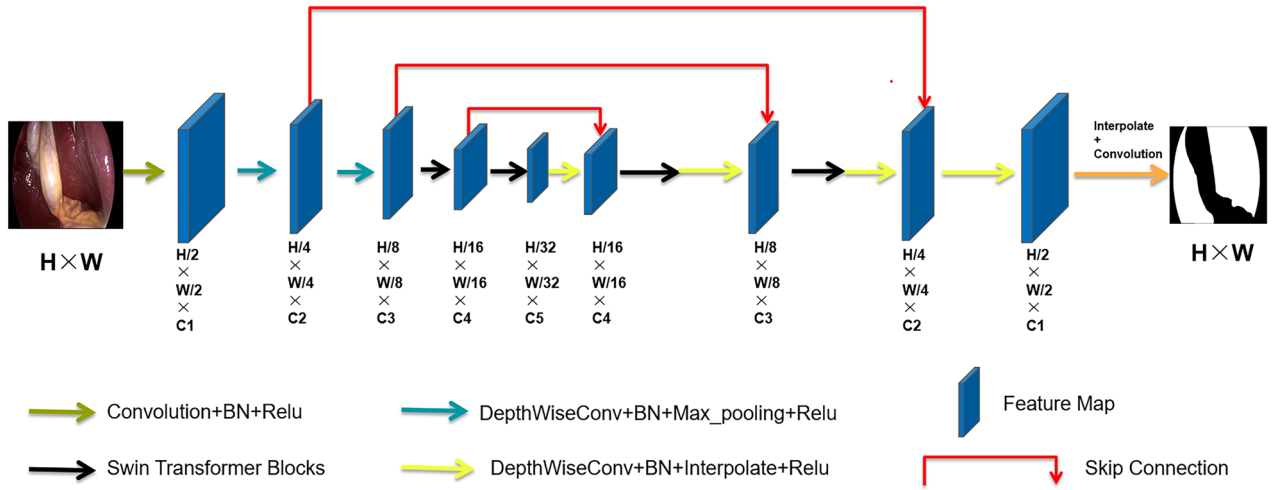 Interpolate
+
Convolution
H×W
H×W
H/2
×
W/2
×
C1
H/4
×
W/4
×
C2
H/8
×
W/8
×
C3
H/16
×
W/16
×
C4
H/32
×
W/32
×
C5
H/16
×
W/16
×
C4
H/8
×
W/8
×
C3
H/4
×
W/4
×
C2
H/2
×
W/2
×
C1
Convolution+BN+Relu
DepthWiseConv+BN+Max_pooling+Relu
Feature Map
Swin Transformer Blocks
DepthWiseConv+BN+Interpolate+Relu
Skip Connection